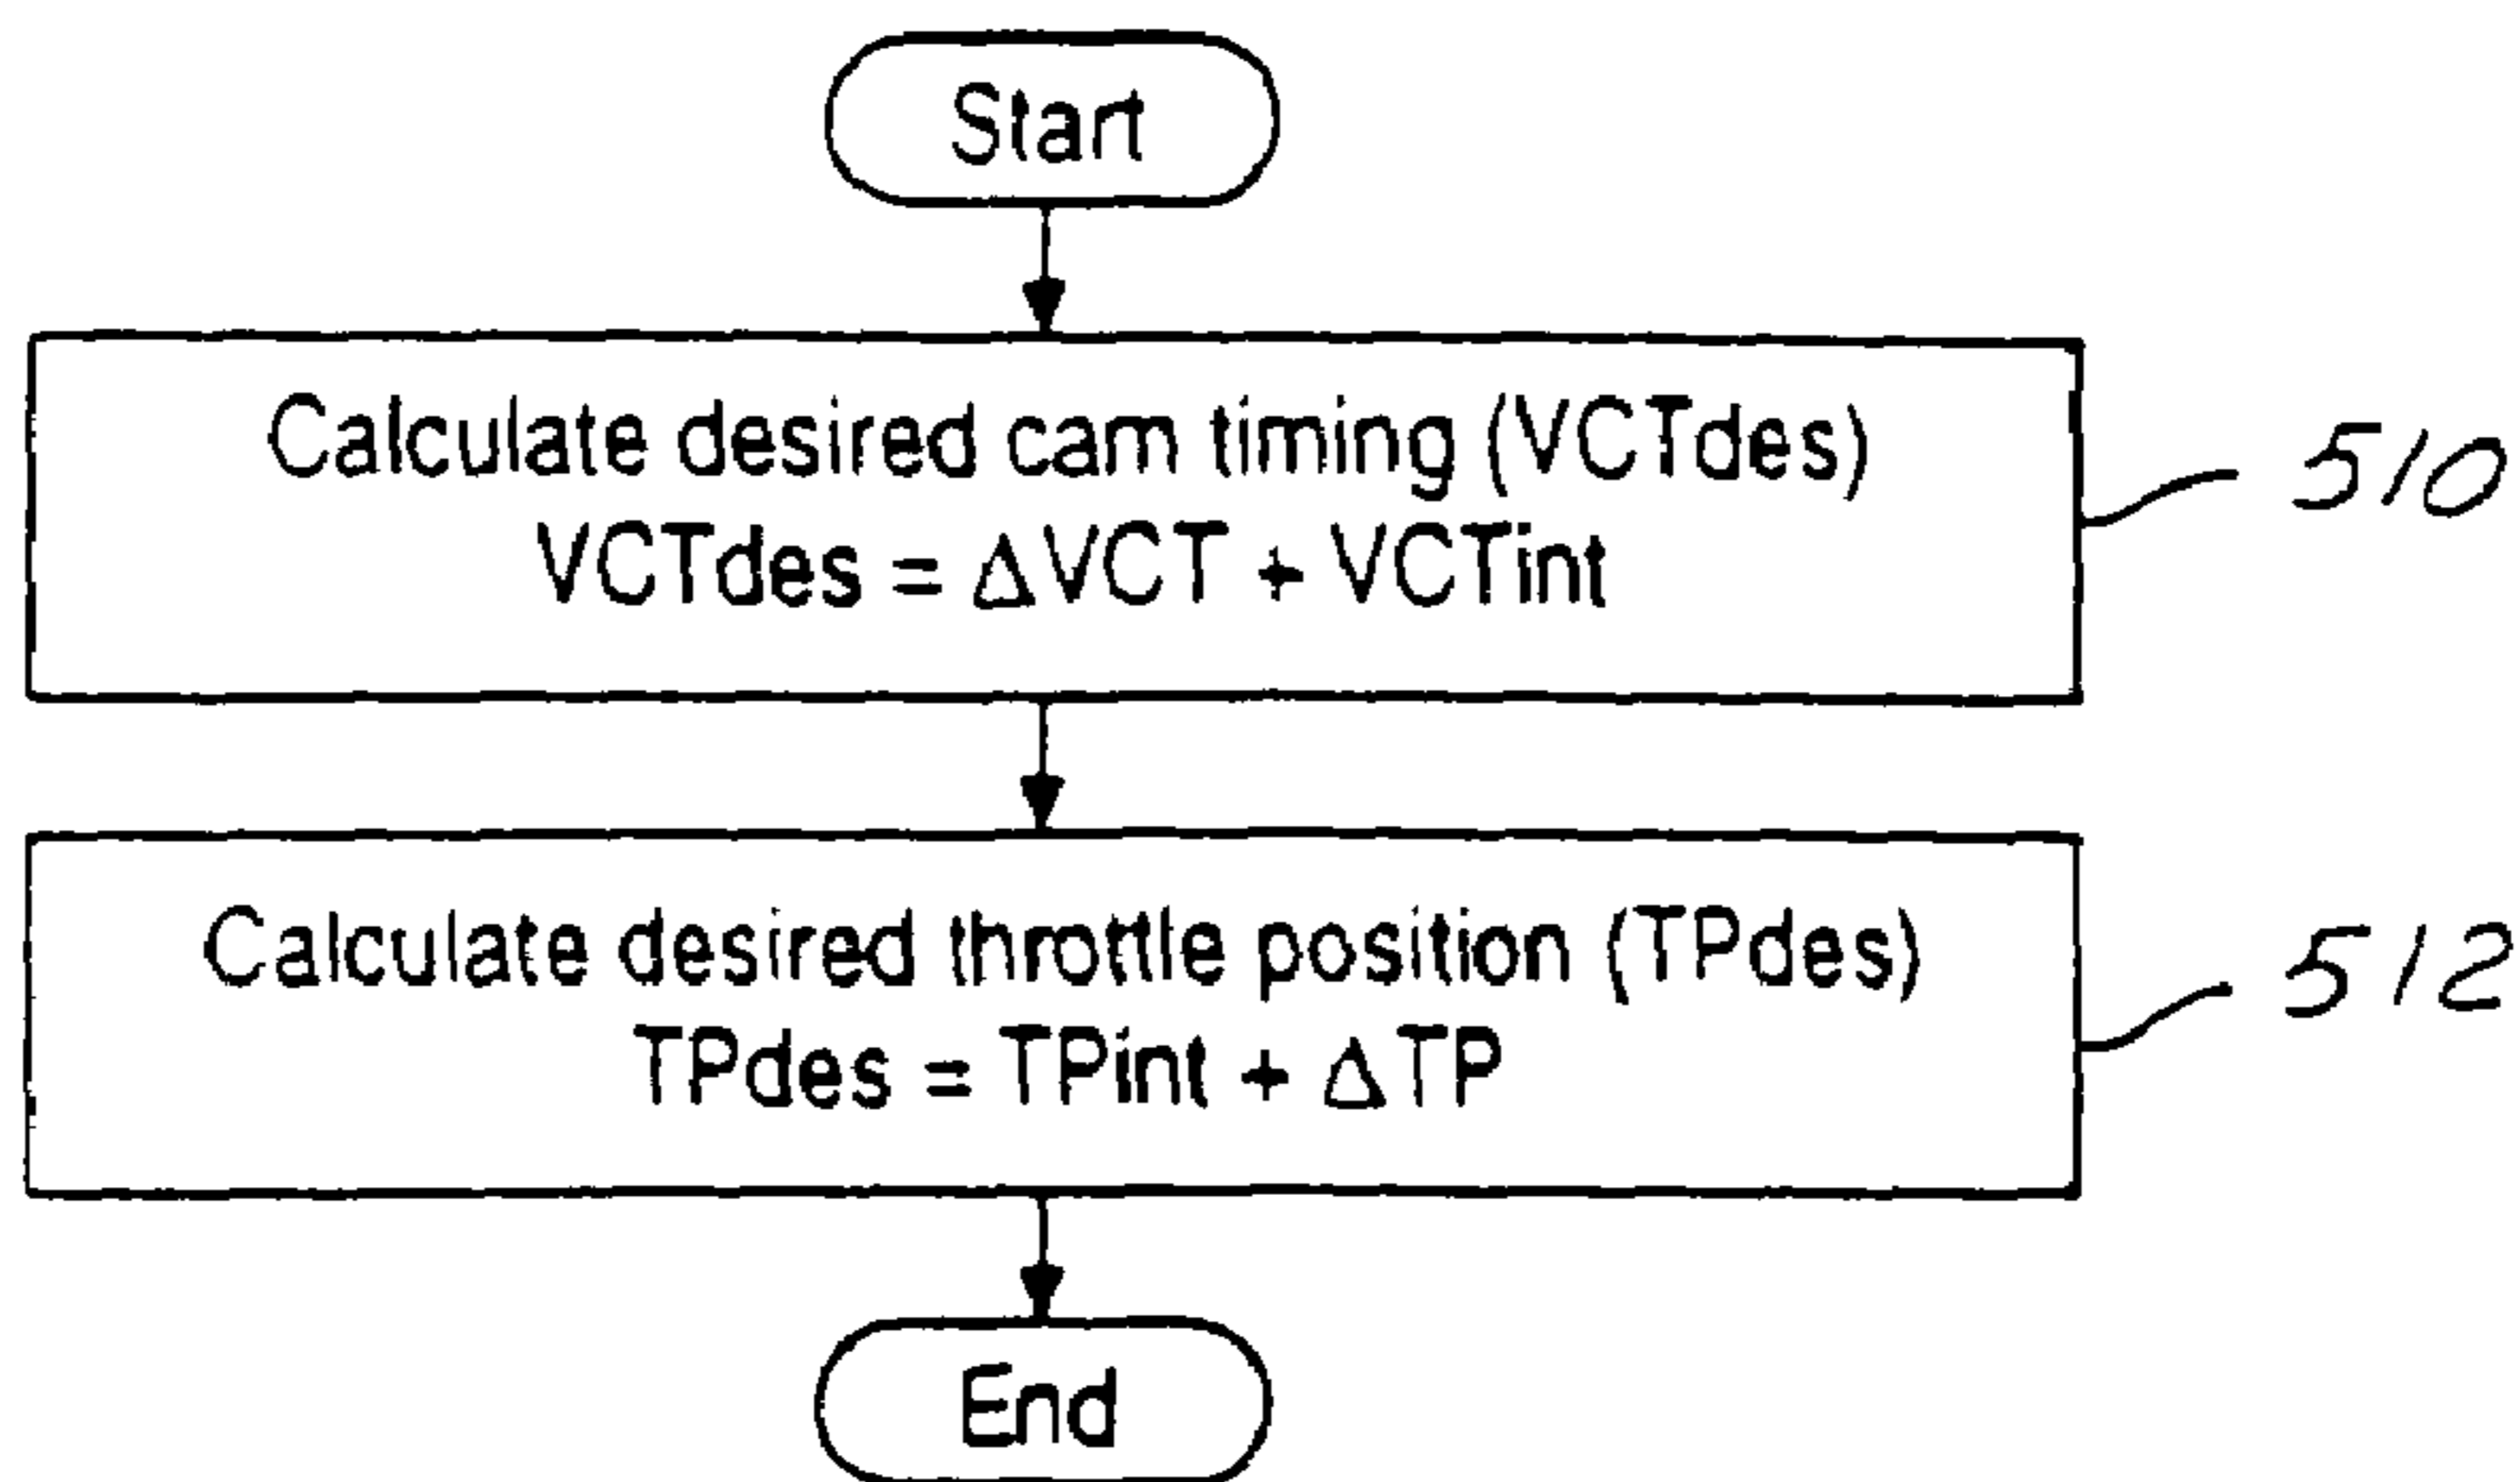 Start
Calculate desired cam timing (VCTdes)
VCTdes = ΔVCT + VCTint
510
Calculate desired throttle position (TPdes)
TPdes = TPint + ΔTP
512
End